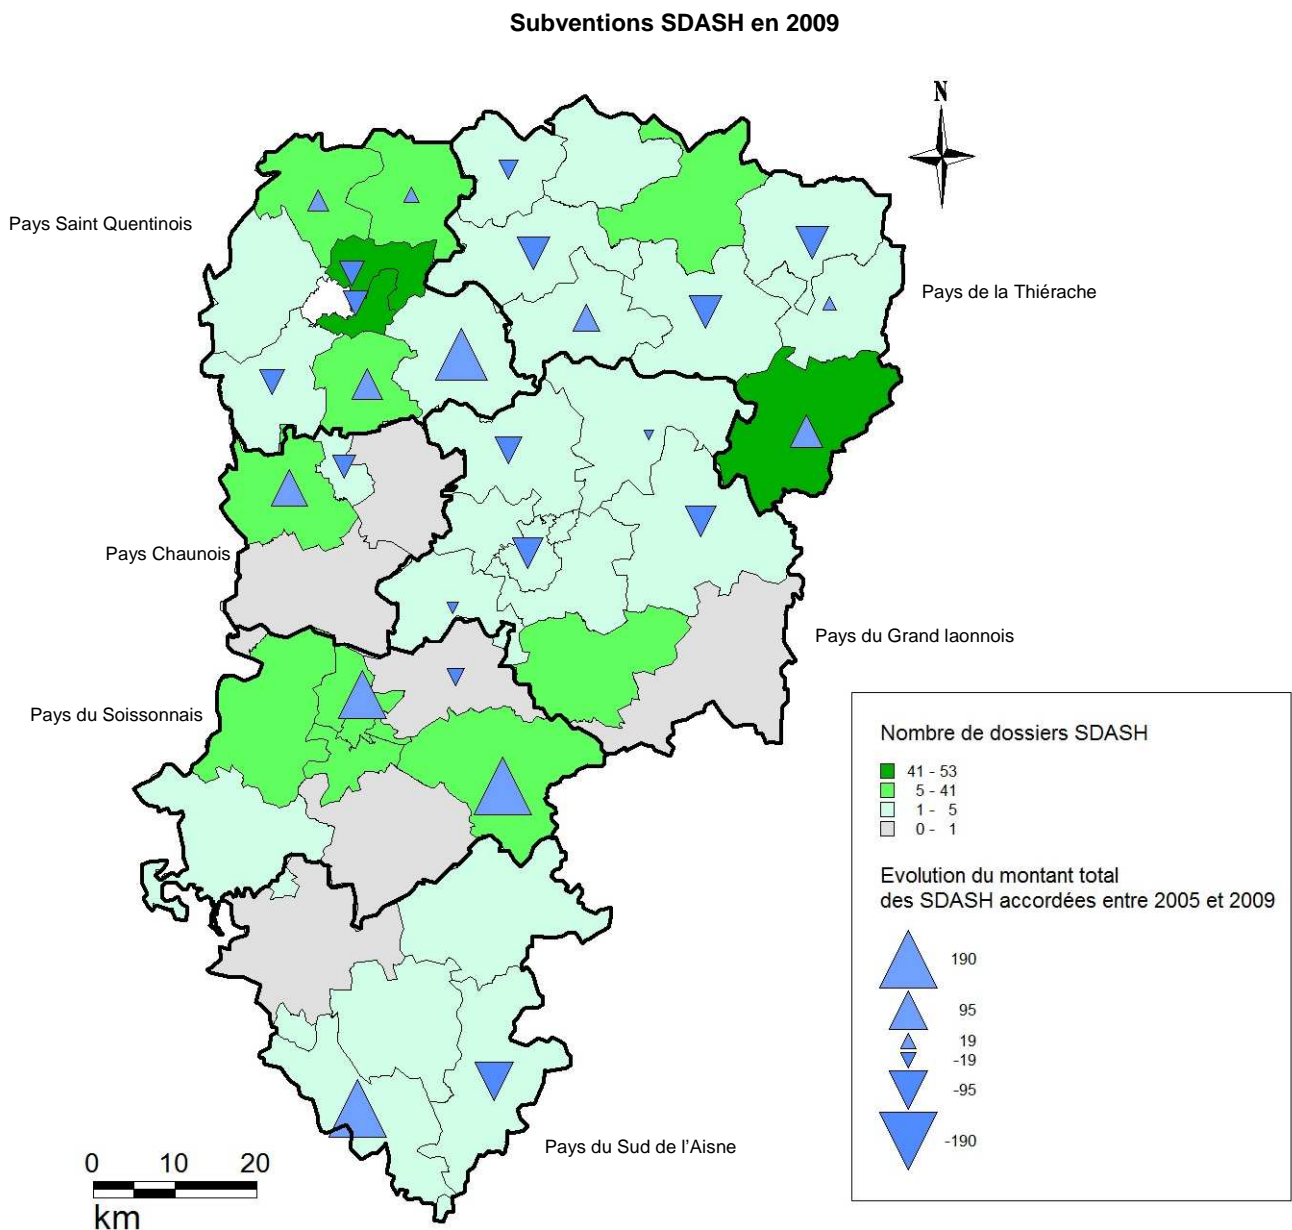 Subventions SDASH en 2009
N
Pays Saint Quentinois
Pays de la Thiérache
Pays Chaunois
Pays du Grand laonnois
Pays du Soissonnais
Pays du Sud de l'Aisne
Nombre de dossiers SDASH
41 - 53
5 - 41
1 - 5
0 - 1
Evolution du montant total
des SDASH accordées entre 2005 et 2009
190
95
19
-19
-95
-190
0 10 20
km